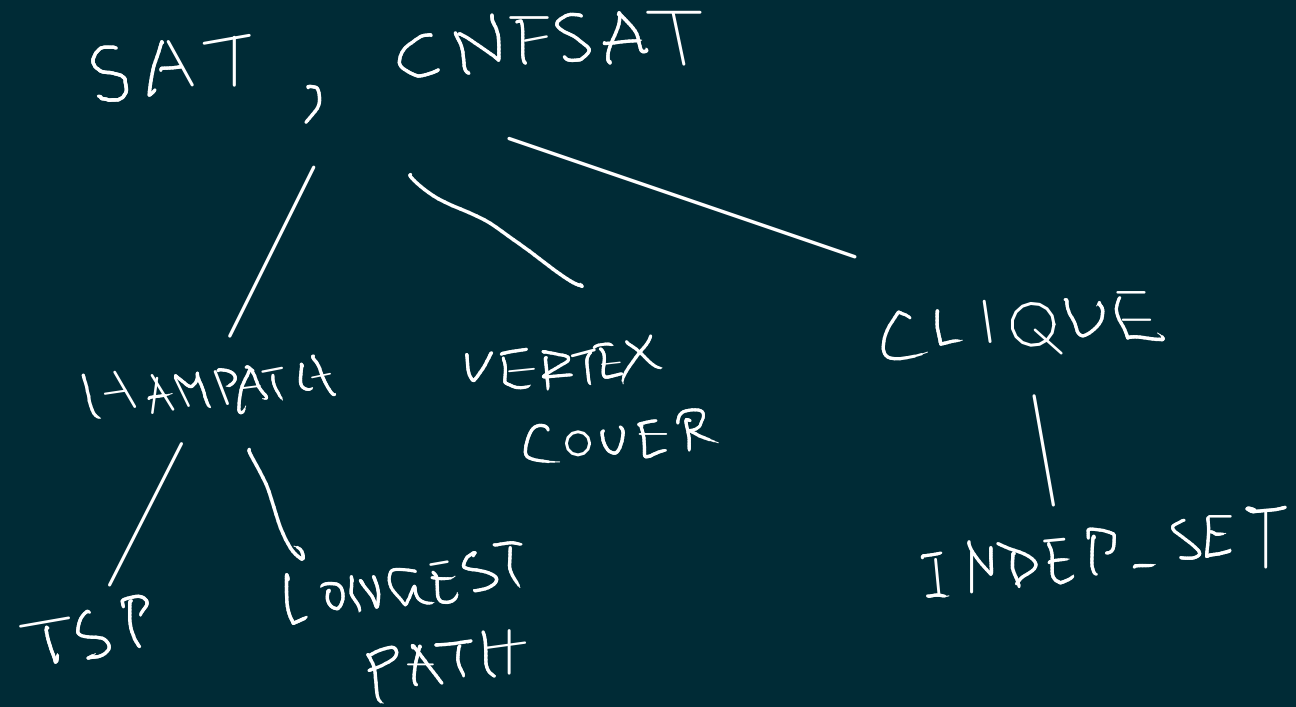 SAT, CNFSAT
HAMPATH
VERTEX
COVER
CLIQUE
TSP
LONGEST
PATH
INDEP_SET